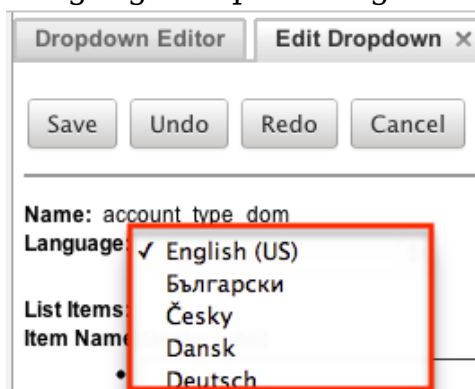 Dropdown Editor Edit Dropdown ×
Save Undo Redo Cancel
Name: account_type_dom
Language: ✓ English (US)
Български
List Items: Česky
Item Name
Dansk
Deutsch